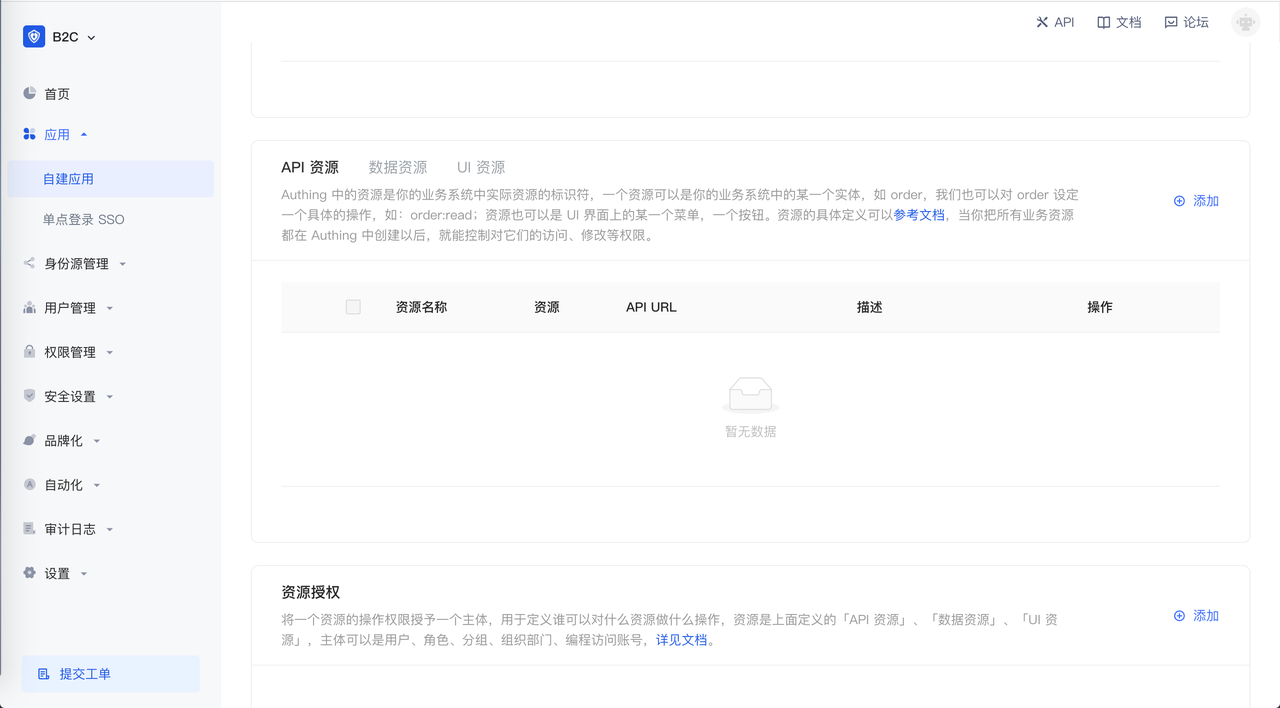 B2C
API
文档
论坛
首页
应用
自建应用
单点登录 SSO
身份源管理
用户管理
权限管理
安全设置
品牌化
自动化
审计日志
设置
提交工单
API 资源
数据资源
UI 资源
Authing 中的资源是你的业务系统中实际资源的标识符，一个资源可以是你的业务系统中的某一个实体，如 order，我们也可以对 order 设定
一个具体的操作，如：order:read；资源也可以是 UI 界面上的某一个菜单，一个按钮。资源的具体定义可以参考文档，当你把所有业务资源
都在 Authing 中创建以后，就能控制对它们的访问、修改等权限。
添加
资源名称
资源
API URL
描述
操作
暂无数据
资源授权
将一个资源的操作权限授予一个主体，用于定义谁可以对什么资源做什么操作，资源是上面定义的「API 资源」、「数据资源」、「UI 资
源」，主体可以是用户、角色、分组、组织部门、编程访问账号，详见文档。
添加